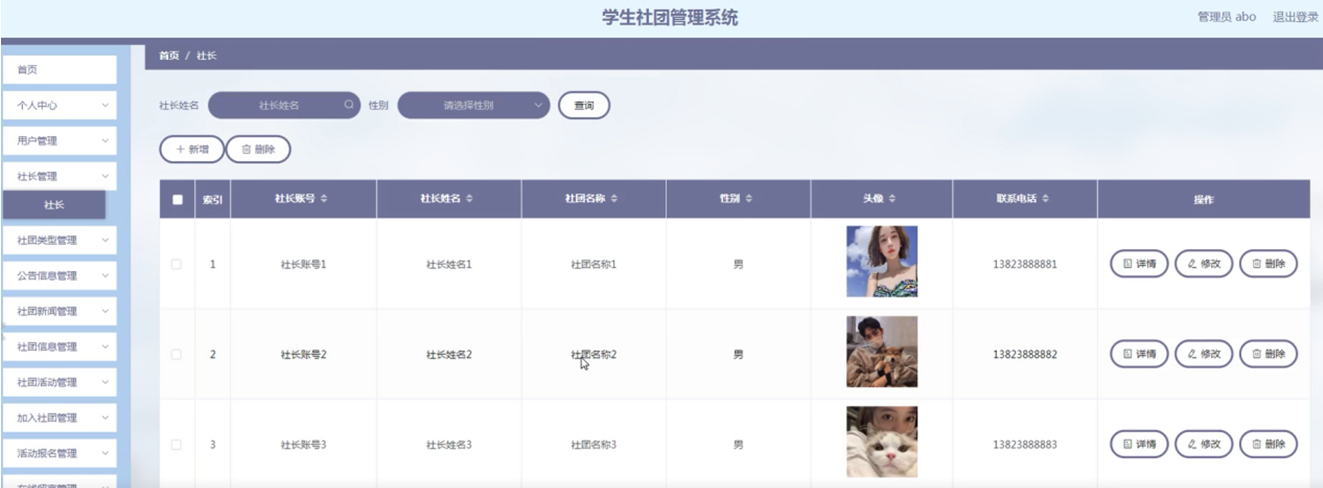 学生社团管理系统
管理员 abo 退出登录
首页
个人中心
用户管理
社长管理
社长
社团类型管理
公告信息管理
社团新闻管理
社团信息管理
社团活动管理
加入社团管理
活动报名管理
首页 / 社长
社长姓名 社长姓名 性别 请选择性别 查询
新增 删除
索引 社长账号 社长姓名 社团名称 性别 头像 联系电话 操作
1 社长账号1 社长姓名1 社团名称1 男 13823888881 详情 修改 删除
2 社长账号2 社长姓名2 社团名称2 男 13823888882 详情 修改 删除
3 社长账号3 社长姓名3 社团名称3 男 13823888883 详情 修改 删除